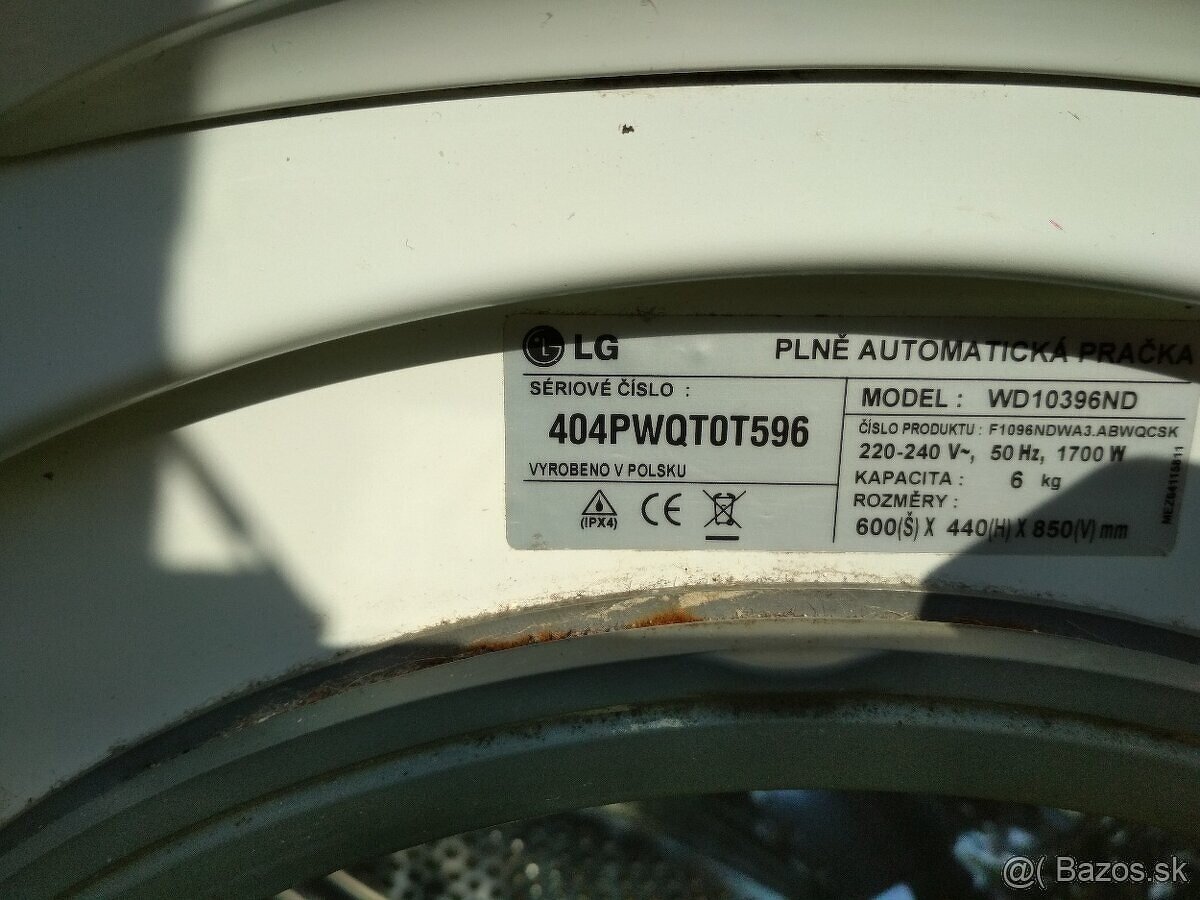 LG
PLNĚ AUTOMATICKÁ PRAČKA
SÉRIOVÉ ČÍSLO :
404PWQT0T596
VYROBENO V POLSKU
(IPX4)
CE
MODEL : WD10396ND
ČÍSLO PRODUKTU : F1096NDWA3.ABWQCSK
220-240 V~, 50 Hz, 1700 W
KAPACITA : 6 kg
ROZMĚRY :
600(Š) X 440(H) X 850(V) mm
@( Bazos.sk